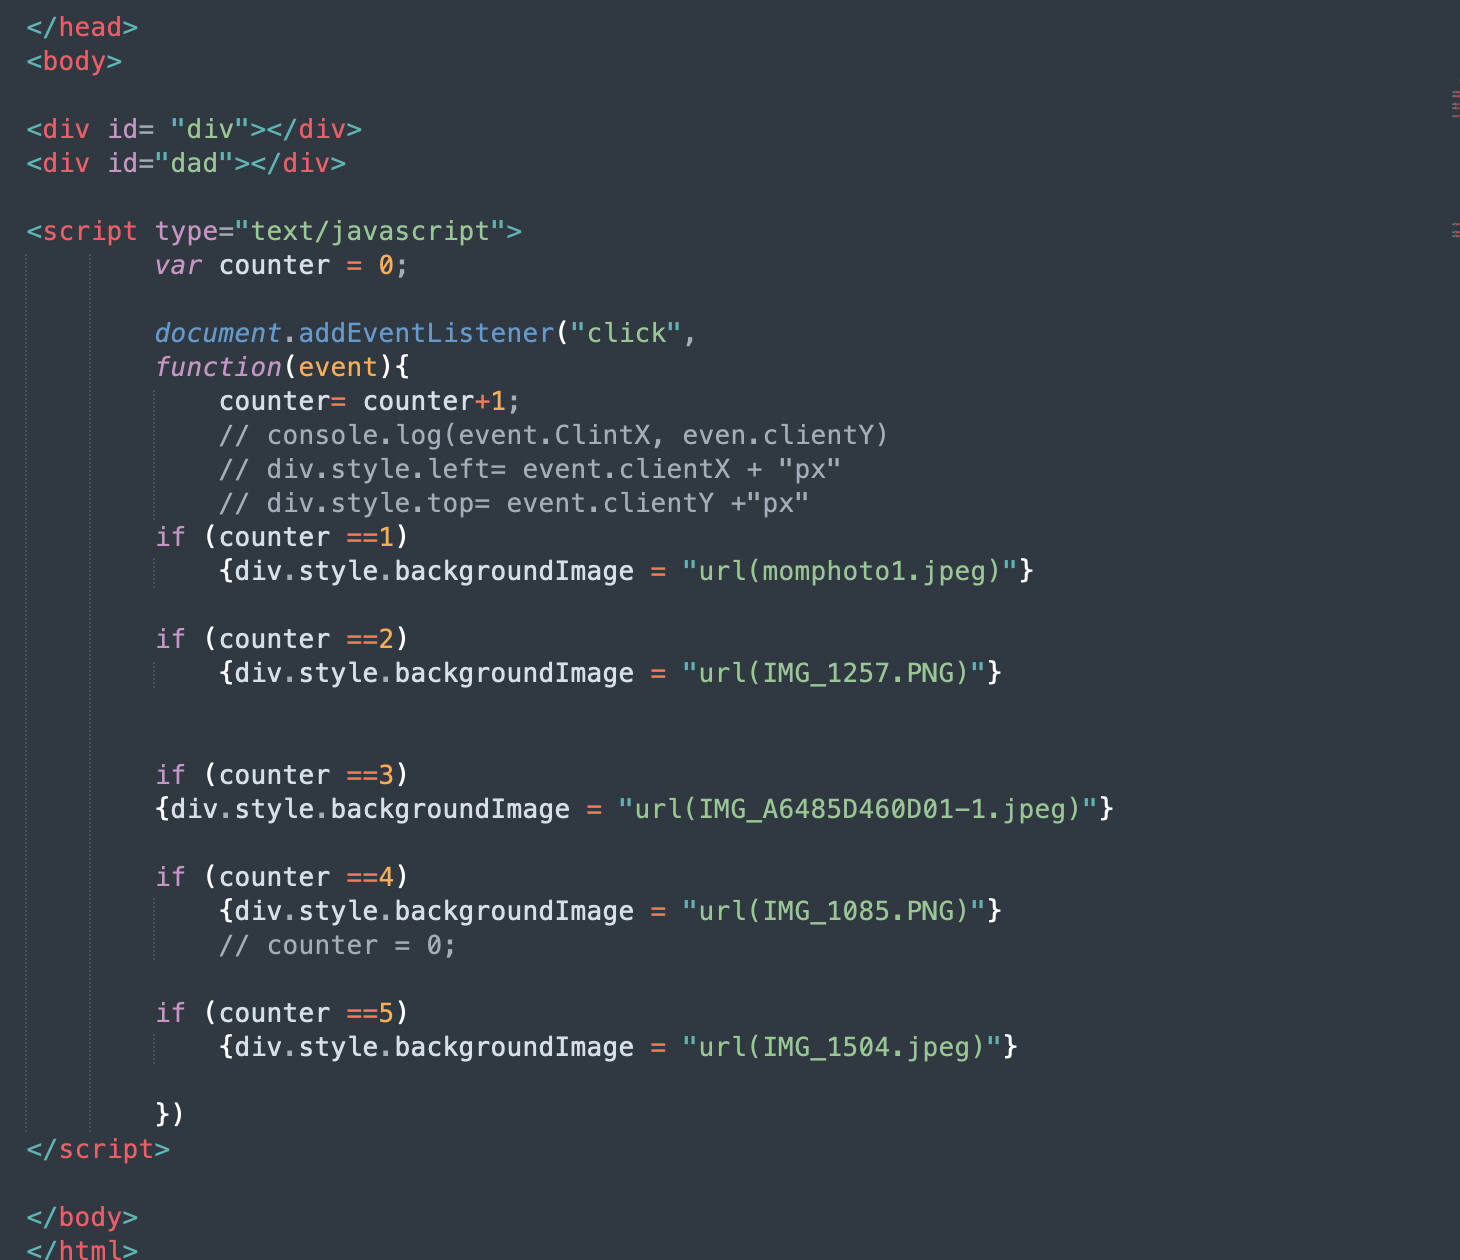 </head>
<body>
<div id= "div"></div>
<div id="dad"></div>
<script type="text/javascript">
var counter = 0;
document.addEventListener("click",
function(event){
counter= counter+1;
// console.log(event.ClintX, even.clientY)
// div.style.left= event.clientX + "px"
// div.style.top= event.clientY +"px"
if (counter ==1)
{div.style.backgroundImage = "url(momphoto1.jpeg)"}
if (counter ==2)
{div.style.backgroundImage = "url(IMG_1257.PNG)"}
if (counter ==3)
{div.style.backgroundImage = "url(IMG_A6485D460D01-1.jpeg)"}
if (counter ==4)
{div.style.backgroundImage = "url(IMG_1085.PNG)"}
// counter = 0;
if (counter ==5)
{div.style.backgroundImage = "url(IMG_1504.jpeg)"}
})
</script>
</body>
</html>